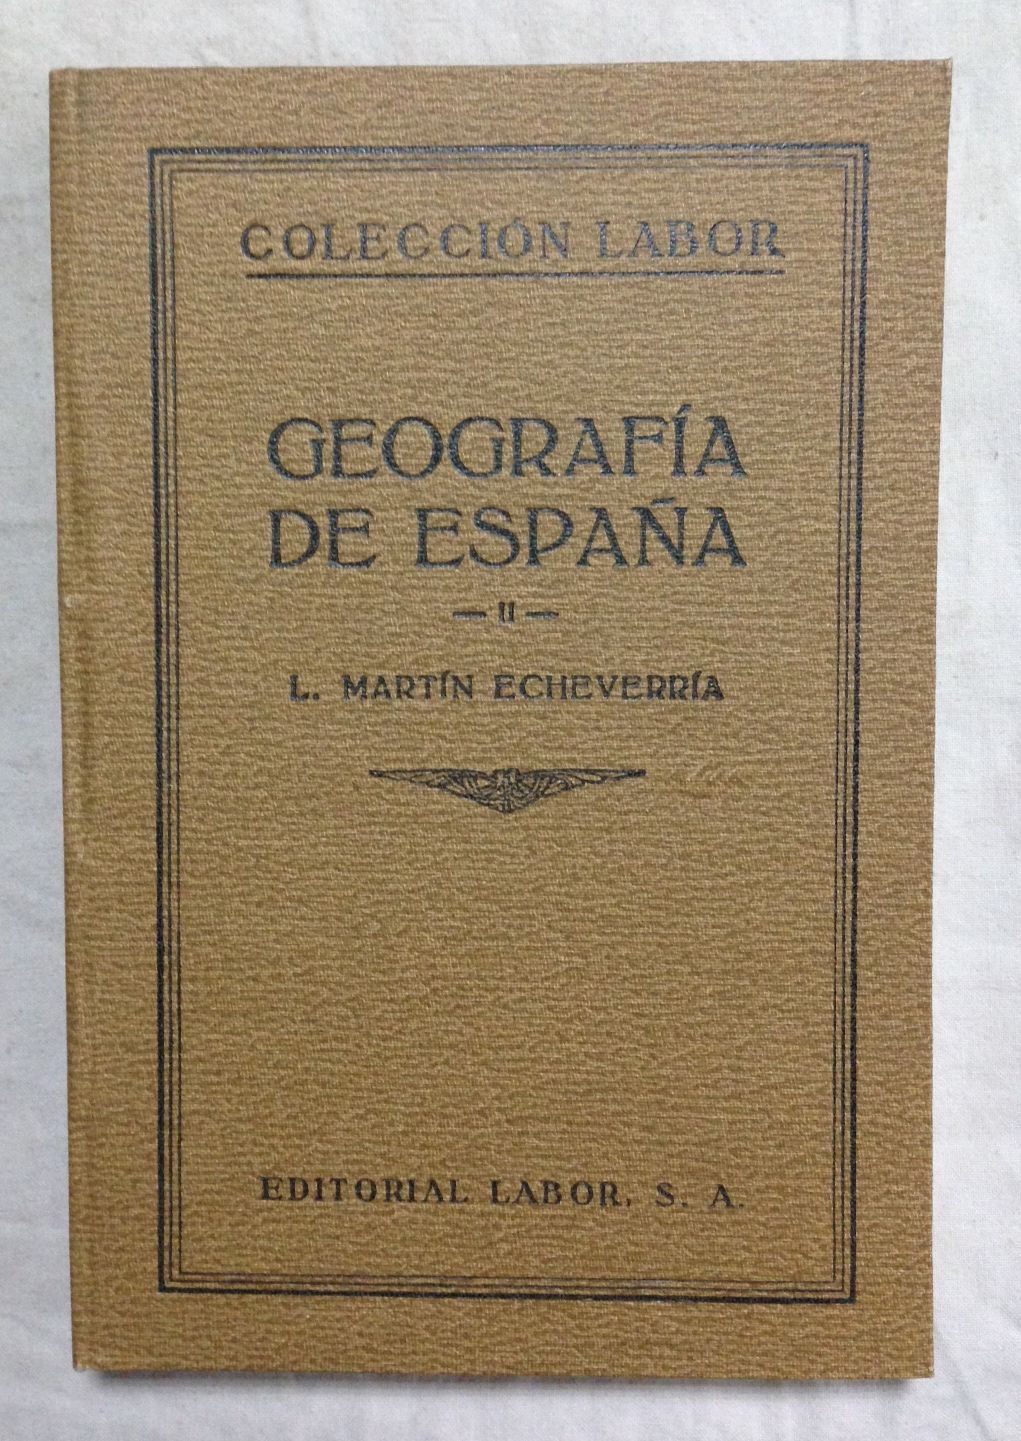 COLECCIÓN LABOR
GEOGRAFÍA
DE ESPAÑA
— II —
L. MARTÍN ECHEVERRÍA
EDITORIAL LABOR, S. A.